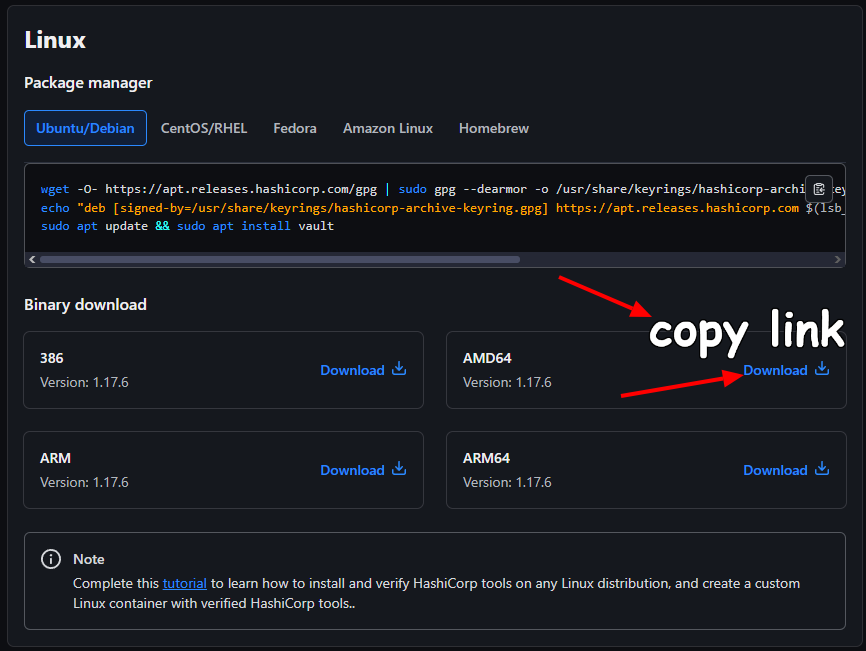 Linux
Package manager
Ubuntu/Debian CentOS/RHEL Fedora Amazon Linux Homebrew
wget -O- https://apt.releases.hashicorp.com/gpg | sudo gpg --dearmor -o /usr/share/keyrings/hashicorp-archi
echo "deb [signed-by=/usr/share/keyrings/hashicorp-archive-keyring.gpg] https://apt.releases.hashicorp.com $(lsb_
sudo apt update && sudo apt install vault
Binary download
copy link
386
Version: 1.17.6
Download
AMD64
Version: 1.17.6
Download
ARM
Version: 1.17.6
Download
ARM64
Version: 1.17.6
Download
Note
Complete this tutorial to learn how to install and verify HashiCorp tools on any Linux distribution, and create a custom
Linux container with verified HashiCorp tools..